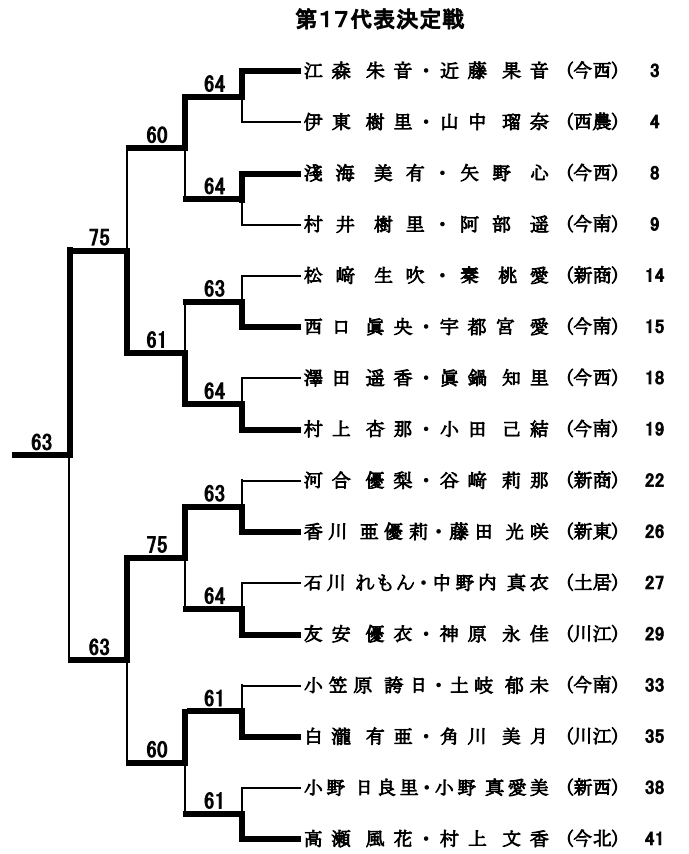 第17代表決定戦
64 江森 朱音・近藤 果音 (今西) 3
60 伊東 樹里・山中 瑠奈 (西農) 4
64 淺海 美有・矢野 心 (今西) 8
村井 樹里・阿部 遥 (今南) 9
75
63 松﨑 生吹・秦 桃愛 (新商) 14
61 西口 眞央・宇都宮 愛 (今南) 15
64 澤田 遥香・眞鍋 知里 (今西) 18
村上 杏那・小田 己結 (今南) 19
63
63 河合 優梨・谷﨑 莉那 (新商) 22
75 香川 亜優莉・藤田 光咲 (新東) 26
64 石川 れもん・中野内 真衣 (土居) 27
友安 優衣・神原 永佳 (川江) 29
63
61 小笠原 誇日・土岐 郁未 (今南) 33
60 白瀧 有亜・角川 美月 (川江) 35
61 小野 日良里・小野 真愛美 (新西) 38
高瀬 風花・村上 文香 (今北) 41